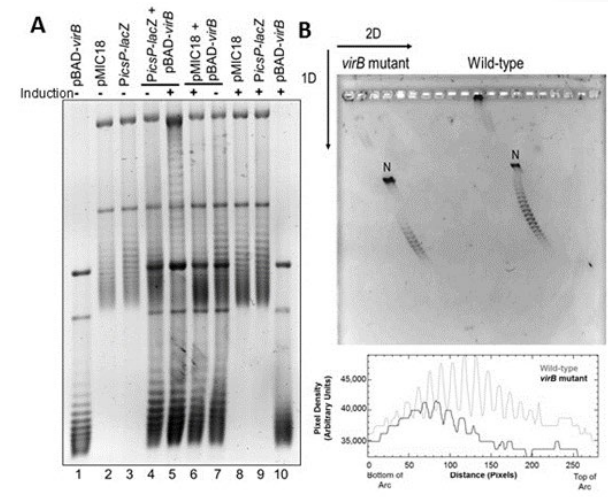 A
pBAD-virB
pMIC18
PicsP-lacZ
PicsP-lacZ +
pBAD-virB
pMIC18 +
pBAD-virB
pMIC18
PicsP-lacZ
pBAD-virB
Induction - - - - + + - + + +
1 2 3 4 5 6 7 8 9 10
B
2D
virB mutant Wild-type
1D
N N
Wild-type
virB mutant
Pixel Density
(Arbitrary Units)
45,000
40,000
35,000
0 50 100 150 200 250
Bottom of Arc
Distance (Pixels)
Top of Arc